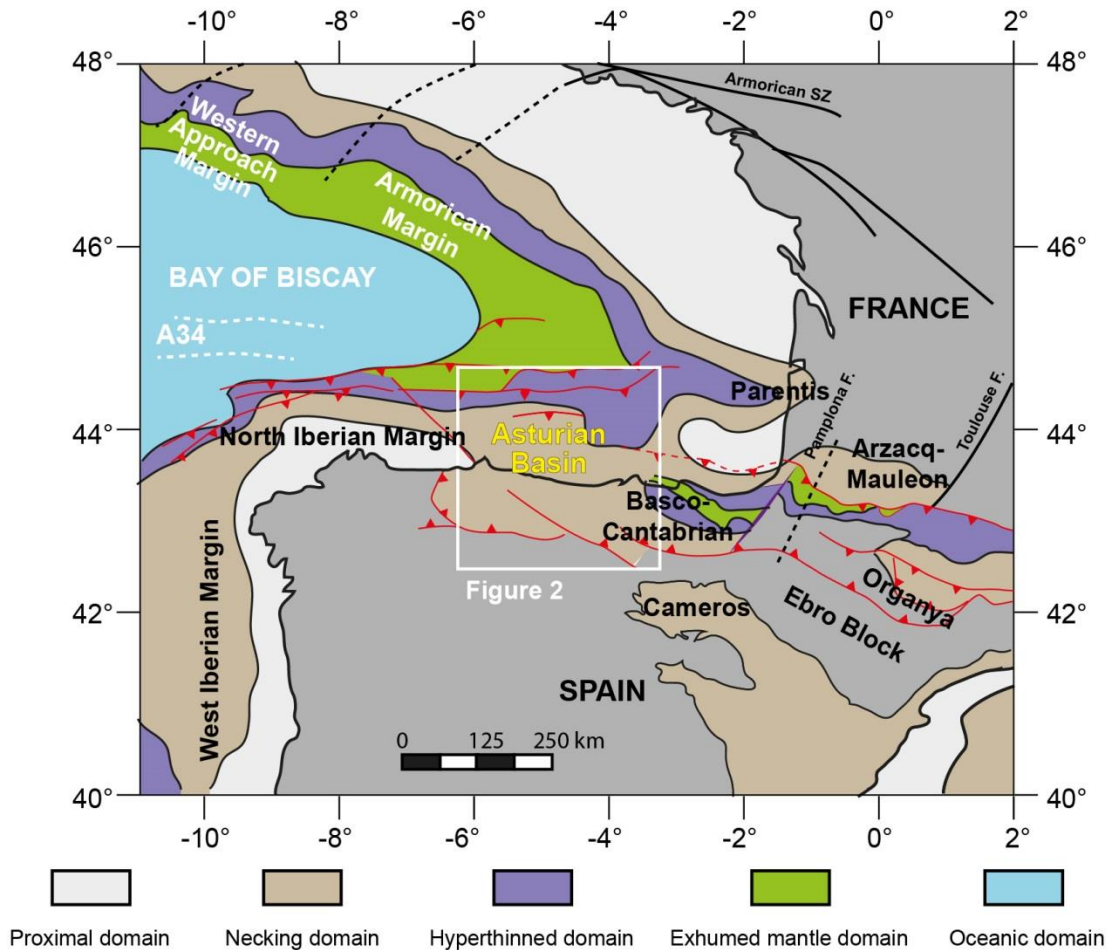 -10° -8° -6° -4° -2° 0° 2°
48° 48°
Armorican SZ
Western
Approach
Margin
Armorican
Margin
46° 46°
BAY OF BISCAY
FRANCE
A34
Parentis
Pamplona F.
Toulouse F.
44° 44°
North Iberian Margin
Asturian
Basin
Arzacq-
Mauleon
Basco-
Cantabrian
Figure 2
42° 42°
Cameros
Organya
Ebro Block
West Iberian Margin
SPAIN
0 125 250 km
40° 40°
-10° -8° -6° -4° -2° 0° 2°
Proximal domain Necking domain Hyperthinned domain Exhumed mantle domain Oceanic domain